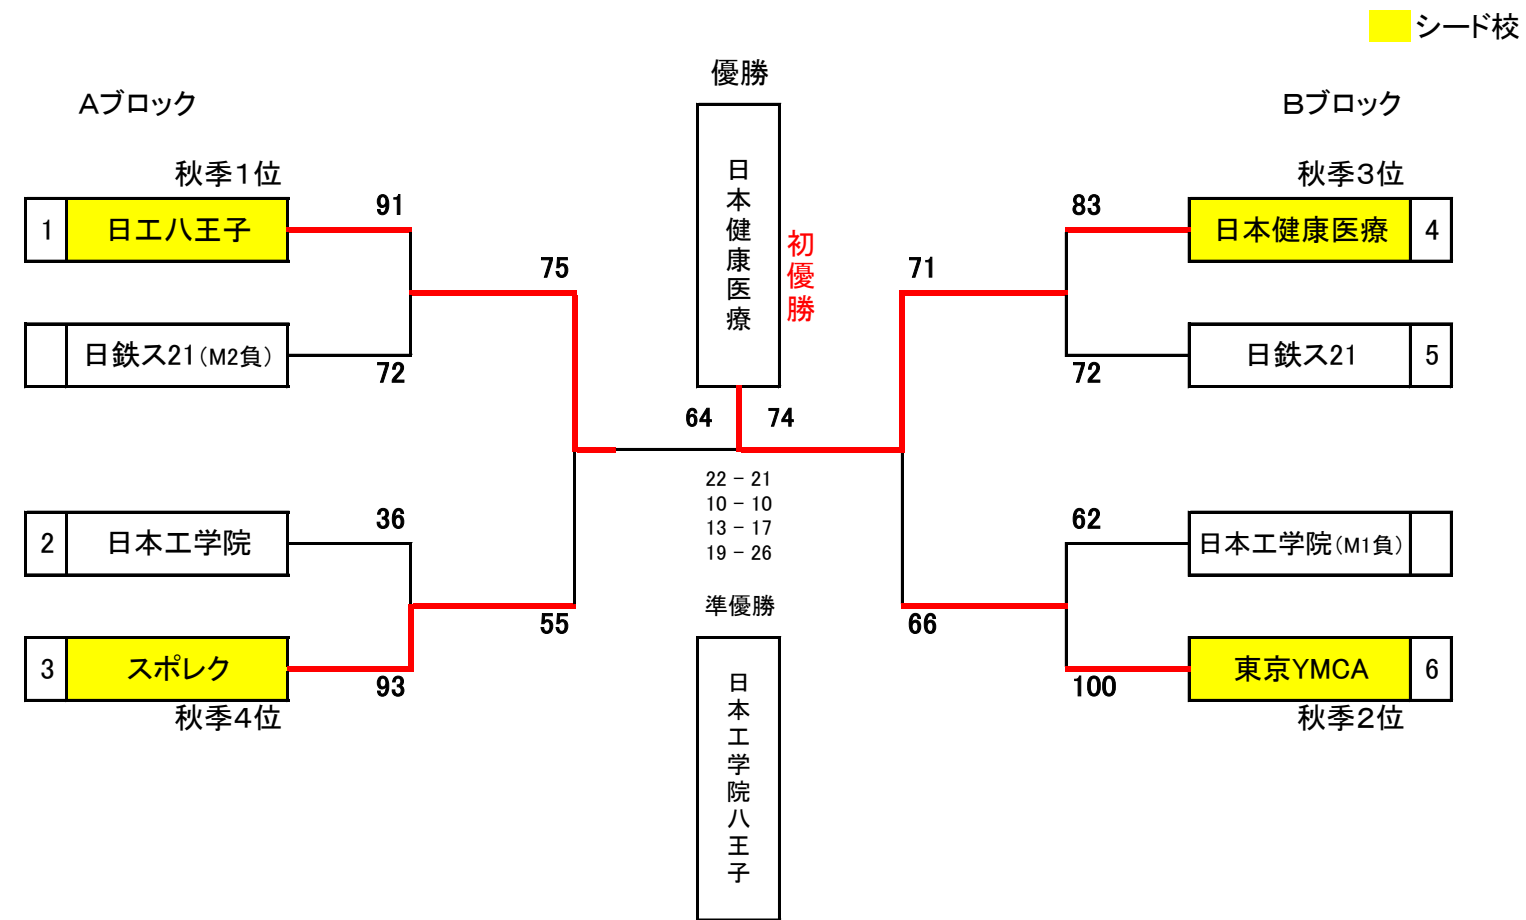 シード校
優勝
Aブロック
Bブロック
秋季1位
1 日工八王子
91
日鉄ス21(M2負)
72
75
2 日本工学院
36
3 スポレク
93
秋季4位
55
日本健康医療
初優勝
64 74
22 - 21
10 - 10
13 - 17
19 - 26
準優勝
日本工学院八王子
秋季3位
83
日本健康医療 4
71
72
日鉄ス21 5
62
日本工学院(M1負)
66
100
東京YMCA 6
秋季2位